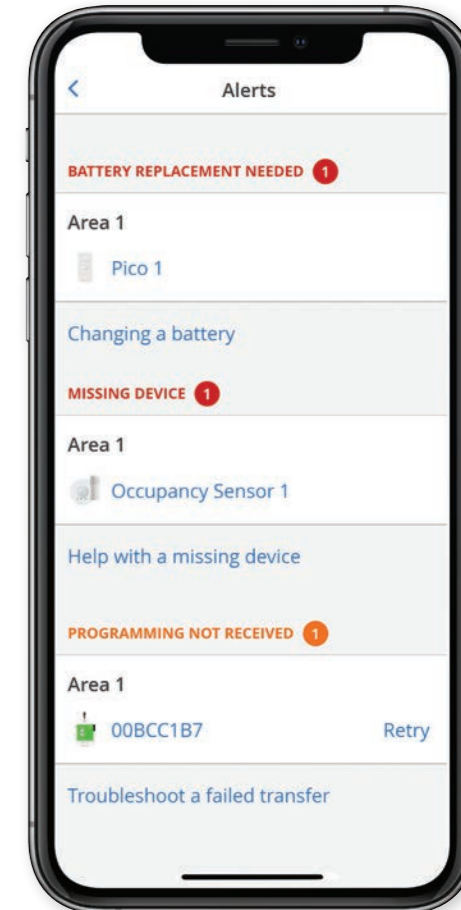 Alerts
BATTERY REPLACEMENT NEEDED 1
Area 1
Pico 1
Changing a battery
MISSING DEVICE 1
Area 1
Occupancy Sensor 1
Help with a missing device
PROGRAMMING NOT RECEIVED 1
Area 1
00BCC1B7 Retry
Troubleshoot a failed transfer